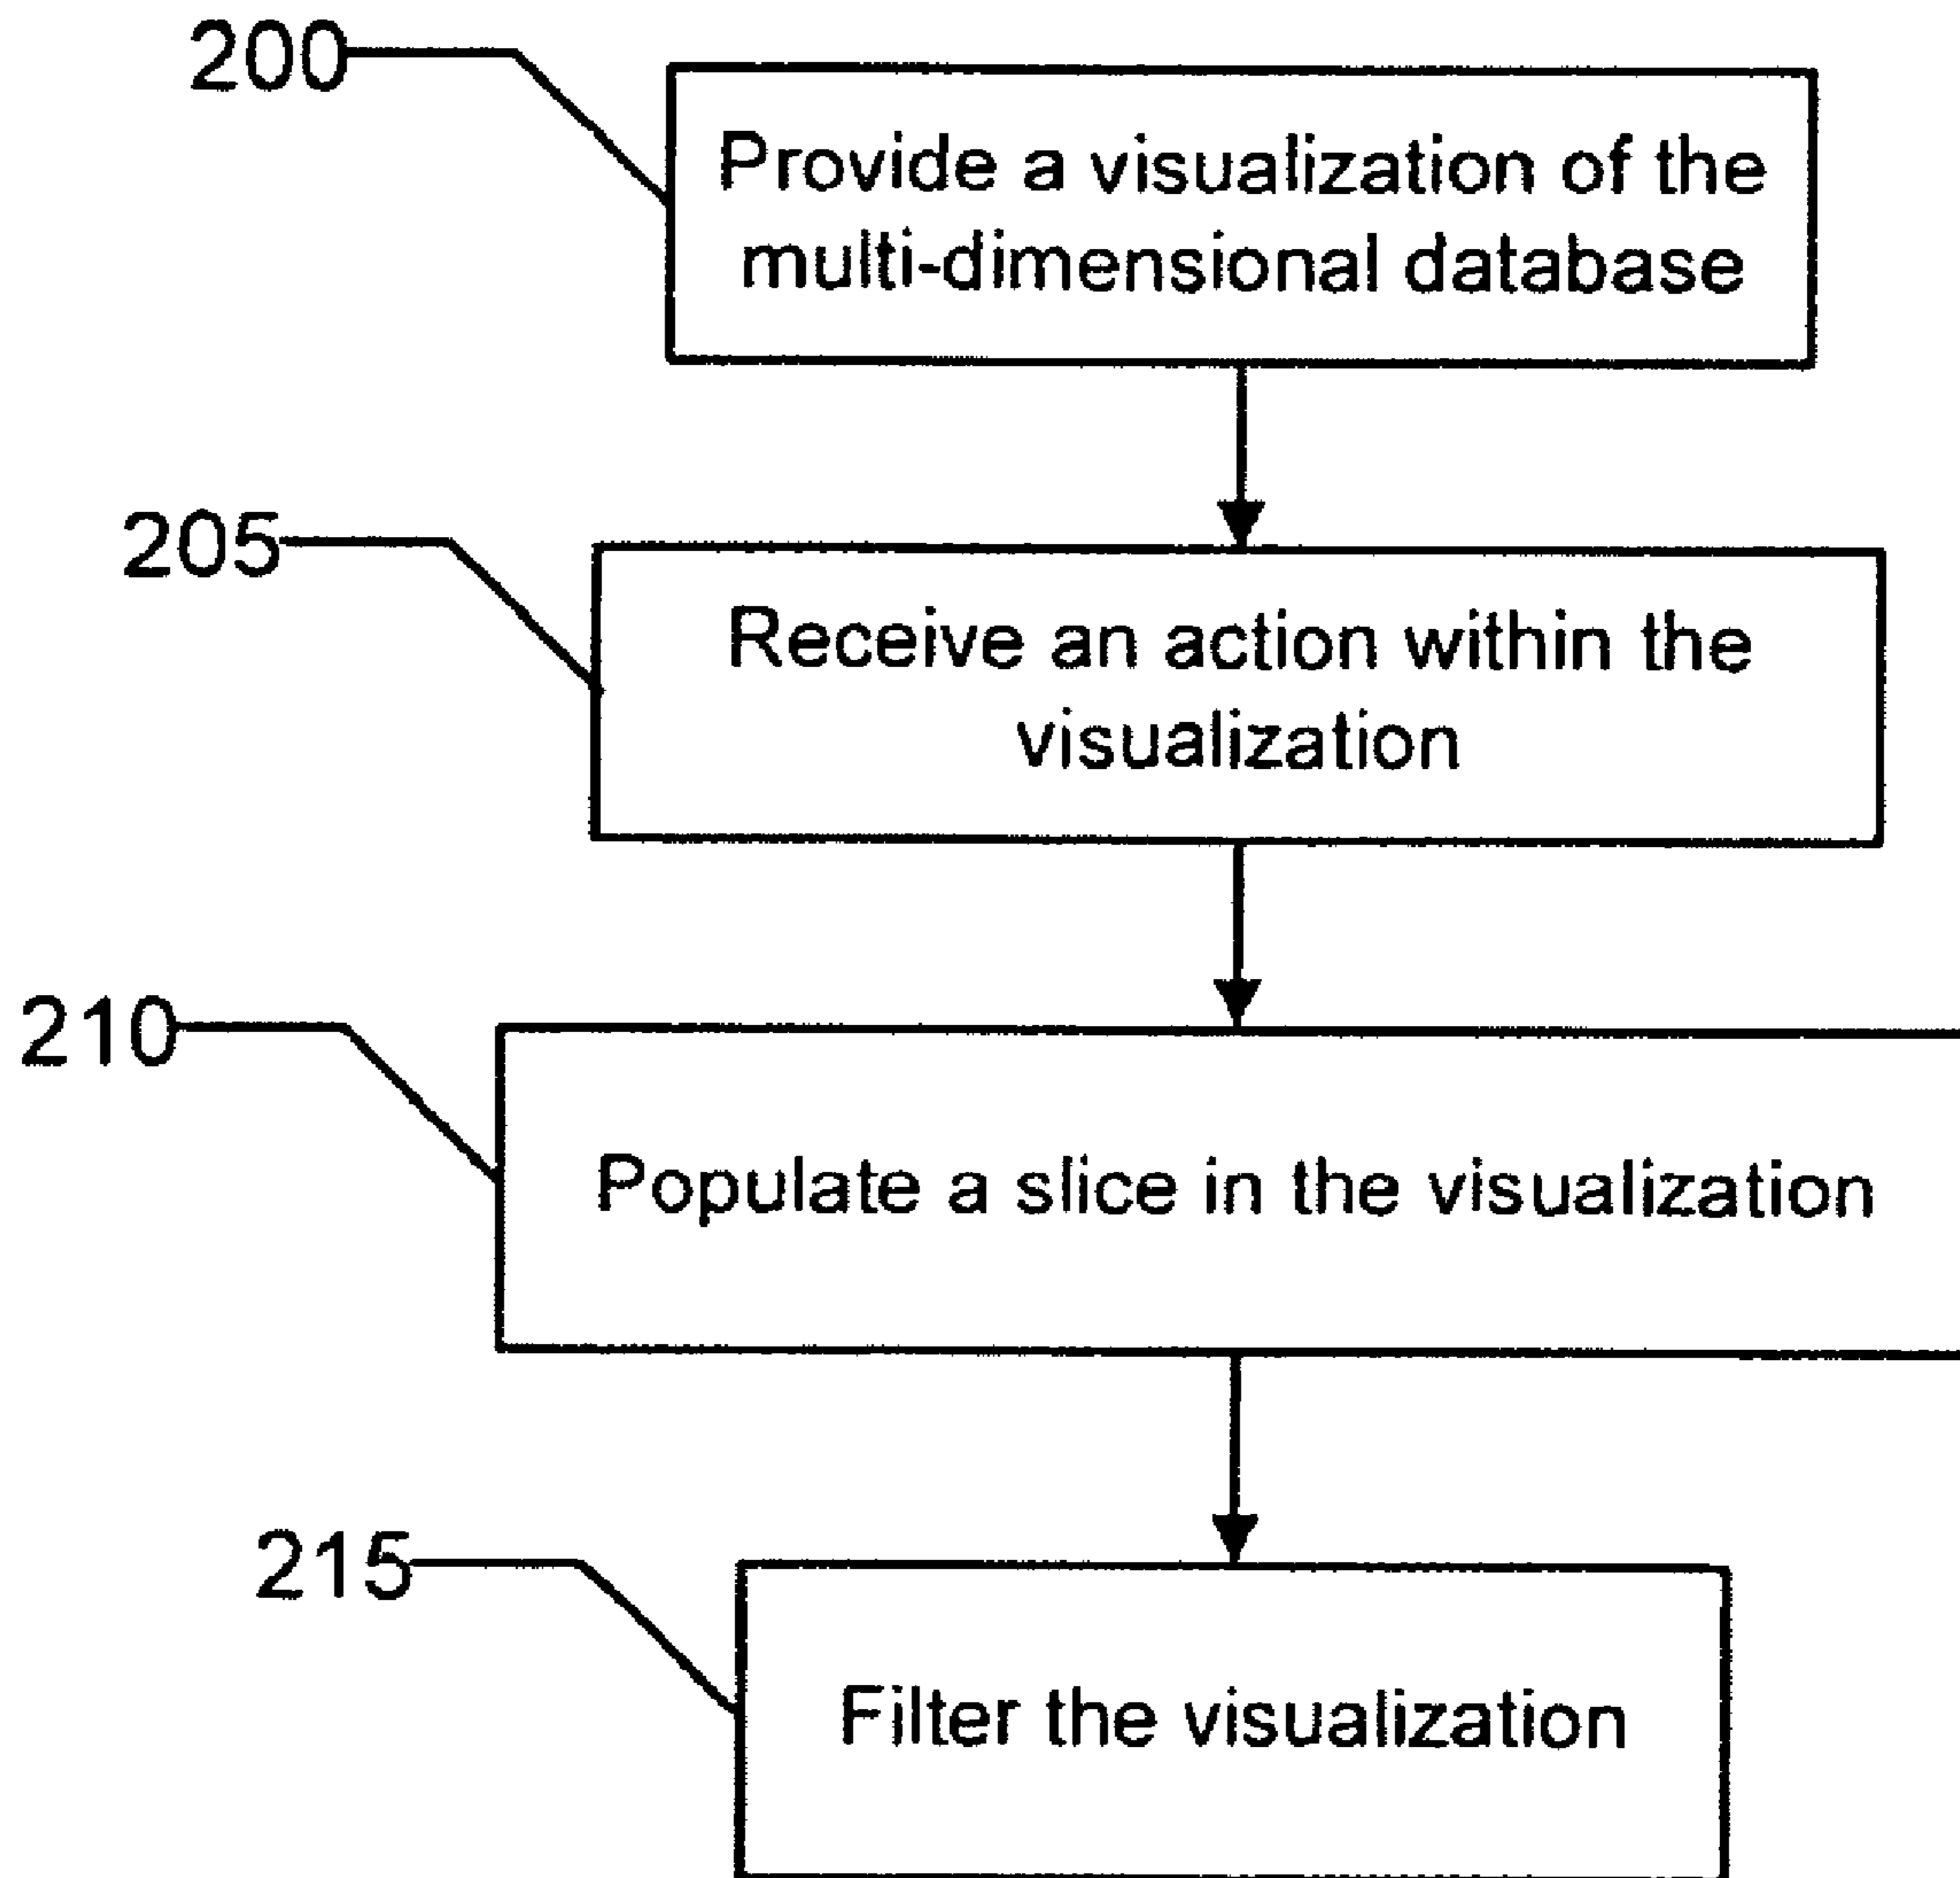 200
Provide a visualization of the
multi-dimensional database
205
Receive an action within the
visualization
210
Populate a slice in the visualization
215
Filter the visualization